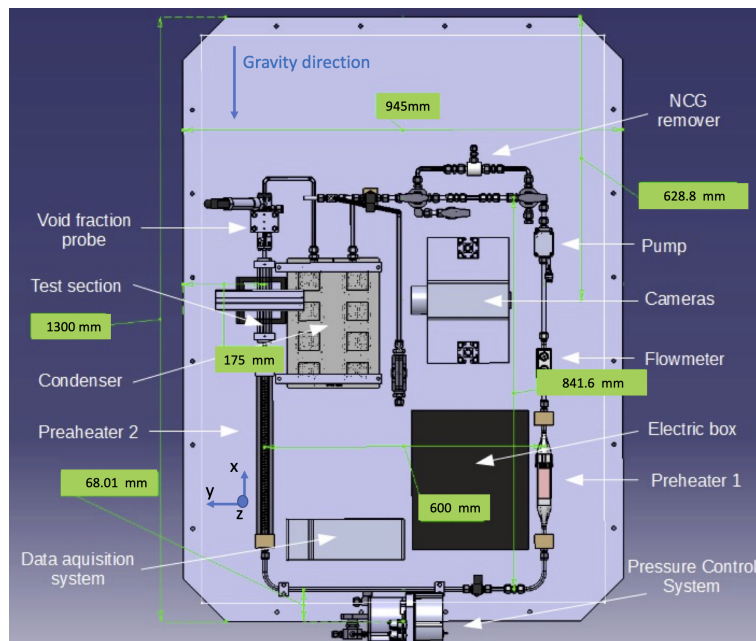 Gravity direction
945mm
NCG
remover
628.8 mm
Void fraction
probe
Pump
Test section
Cameras
1300 mm
175 mm
Condenser
Flowmeter
841.6 mm
Preaheater 2
Electric box
68.01 mm
x
y
z
600 mm
Preheater 1
Data aquisition
system
Pressure Control
System